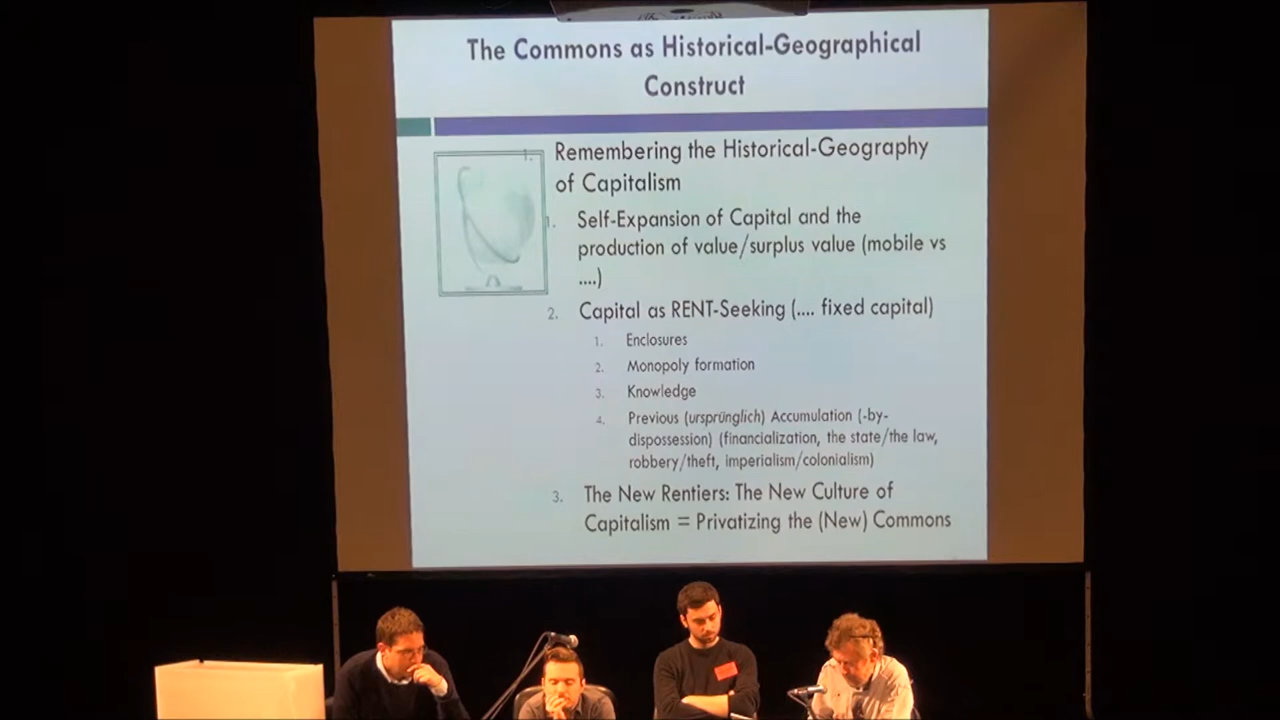 The Commons as Historical-Geographical
Construct
1. Remembering the Historical-Geography
of Capitalism
1. Self-Expansion of Capital and the
production of value/surplus value (mobile vs
....)
2. Capital as RENT-Seeking (.... fixed capital)
1. Enclosures
2. Monopoly formation
3. Knowledge
4. Previous (ursprünglich) Accumulation (-by-
dispossession) (financialization, the state/the law,
robbery/theft, imperialism/colonialism)
3. The New Rentiers: The New Culture of
Capitalism = Privatizing the (New) Commons